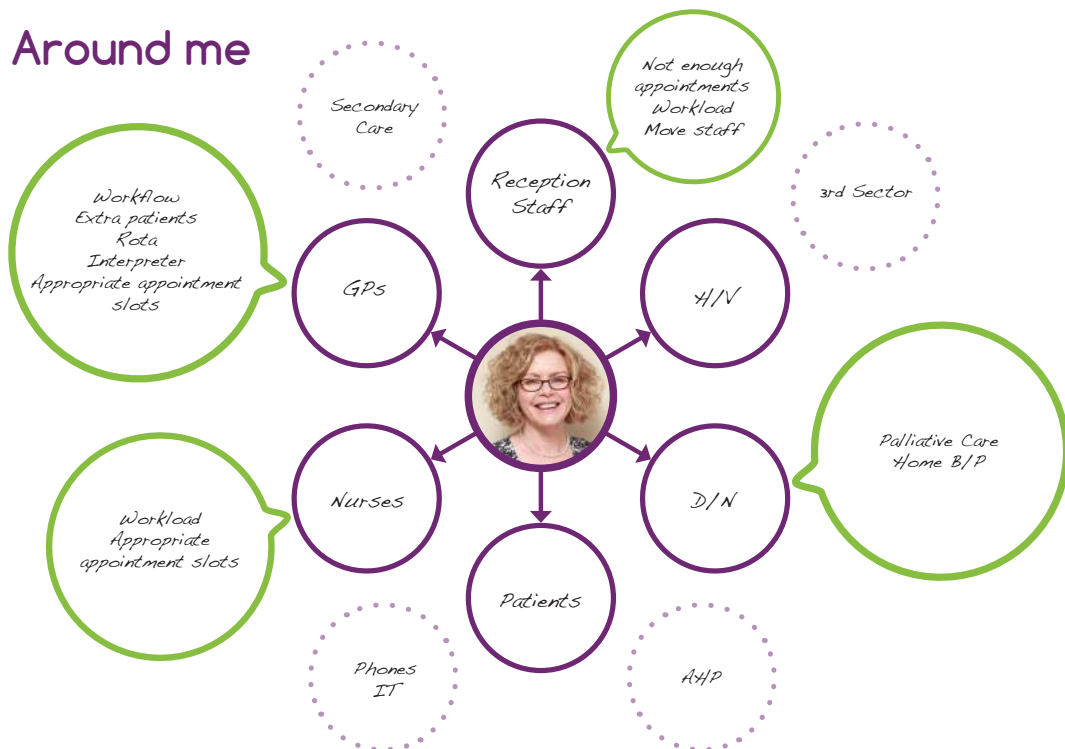 Around me
Secondary
Care
Not enough
appointments
Workload
Move staff
Reception
Staff
3rd Sector
Workflow
Extra patients
Rota
Interpreter
Appropriate appointment
slots
GPs
H/V
Palliative Care
Home B/P
Nurses
D/N
Workload
Appropriate
appointment slots
Patients
Phones
IT
AHP